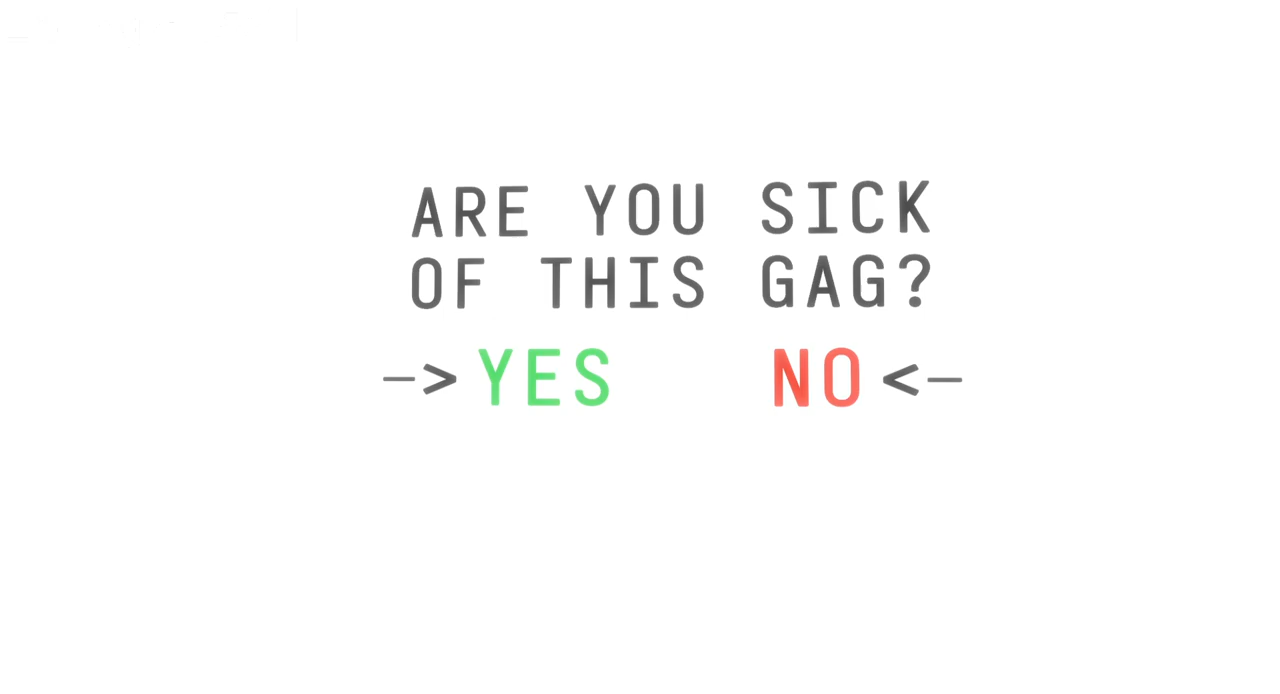 ARE YOU SICK
OF THIS GAG?
—> YES NO <—